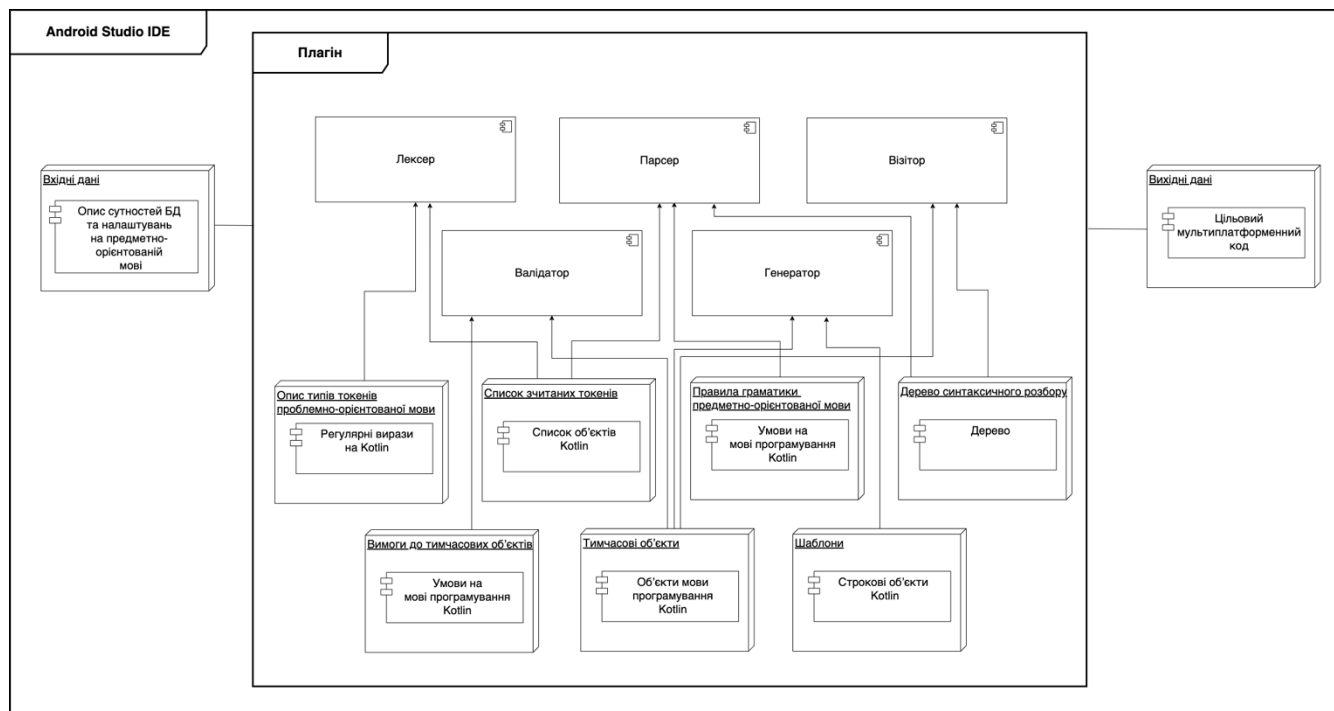 Android Studio IDE
Плагін
Лексер
Парсер
Візітор
Вхідні дані
Опис сутностей БД
та налаштувань
на предметно-
орієнтованій
мові
Вихідні дані
Цільовий
мультиплатформенний
код
Валідатор
Генератор
Опис типів токенів
проблемно-орієнтованої мови
Регулярні вирази
на Kotlin
Список зчитаних токенів
Список об'єктів
Kotlin
Правила граматики
предметно-орієнтованої мови
Умови на
мові програмування
Kotlin
Дерево синтаксичного розбору
Дерево
Вимоги до тимчасових об'єктів
Умови на
мові програмування
Kotlin
Тимчасові об'єкти
Об'єкти мови
програмування
Kotlin
Шаблони
Строкові об'єкти
Kotlin